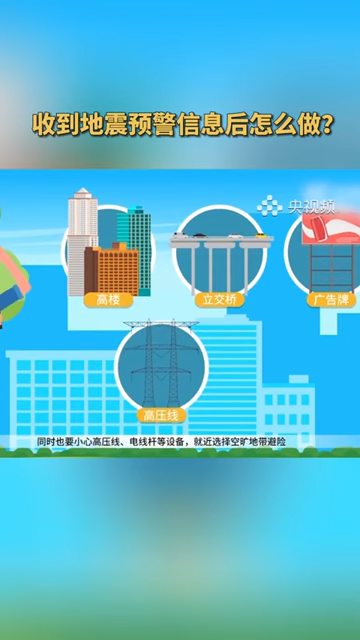 收到地震预警信息后怎么做?
央视频
高楼
立交桥
广告牌
高压线
同时也要小心高压线、电线杆等设备，就近选择空旷地带避险